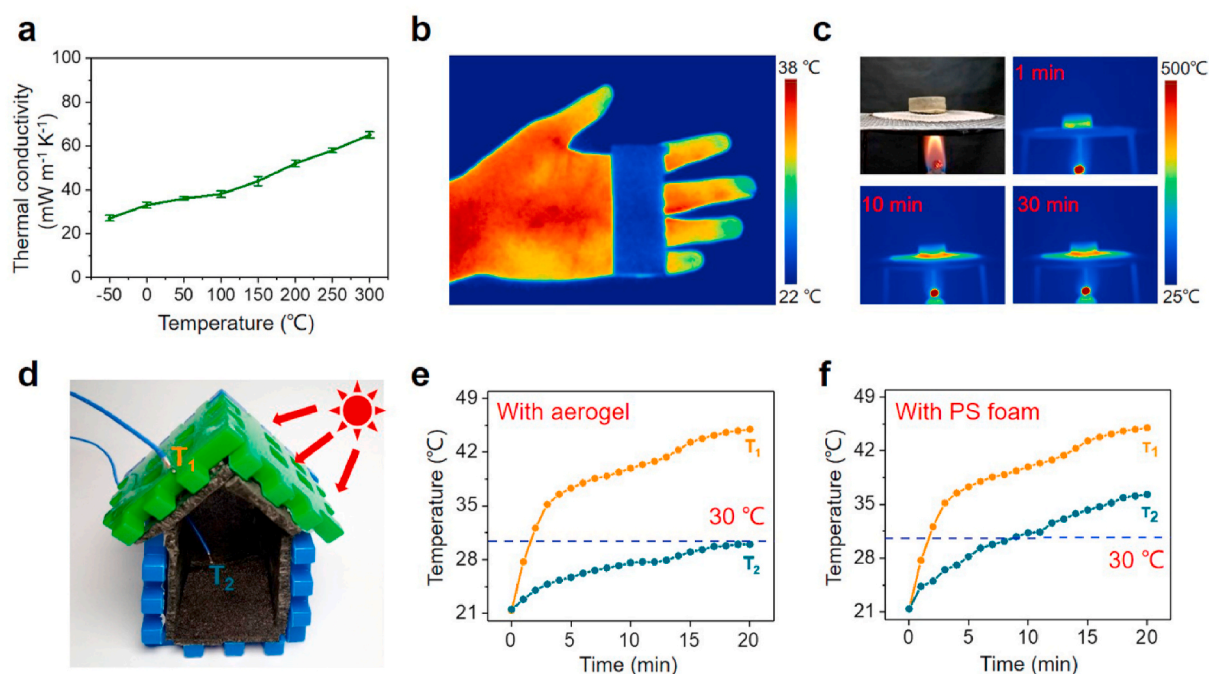 a
Thermal conductivity
(mW m⁻¹ K⁻¹)
100
80
60
40
20
0
-50 0 50 100 150 200 250 300
Temperature (℃)
b
38 ℃
22 ℃
c
1 min
10 min
30 min
500℃
25℃
d
T₁
T₂
e
With aerogel
Temperature (℃)
49
42
35
28
21
T₁
30 ℃
T₂
0 5 10 15 20
Time (min)
f
With PS foam
Temperature (℃)
49
42
35
28
21
T₁
T₂
30 ℃
0 5 10 15 20
Time (min)